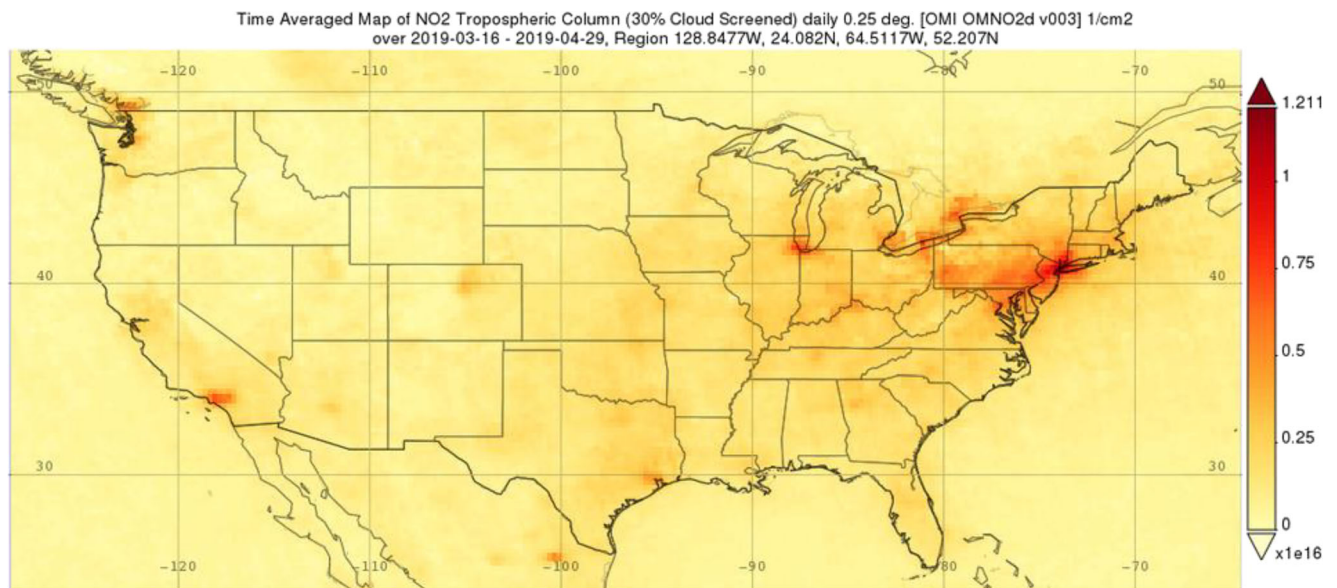 Time Averaged Map of NO2 Tropospheric Column (30% Cloud Screened) daily 0.25 deg. [OMI OMNO2d v003] 1/cm2
over 2019-03-16 - 2019-04-29, Region 128.8477W, 24.082N, 64.5117W, 52.207N
-120 -110 -100 -90 -80 -70
50 50
1.211
1
0.75
40 40
0.5
0.25
30 30
0
x1e16
-120 -110 -100 -90 -80 -70